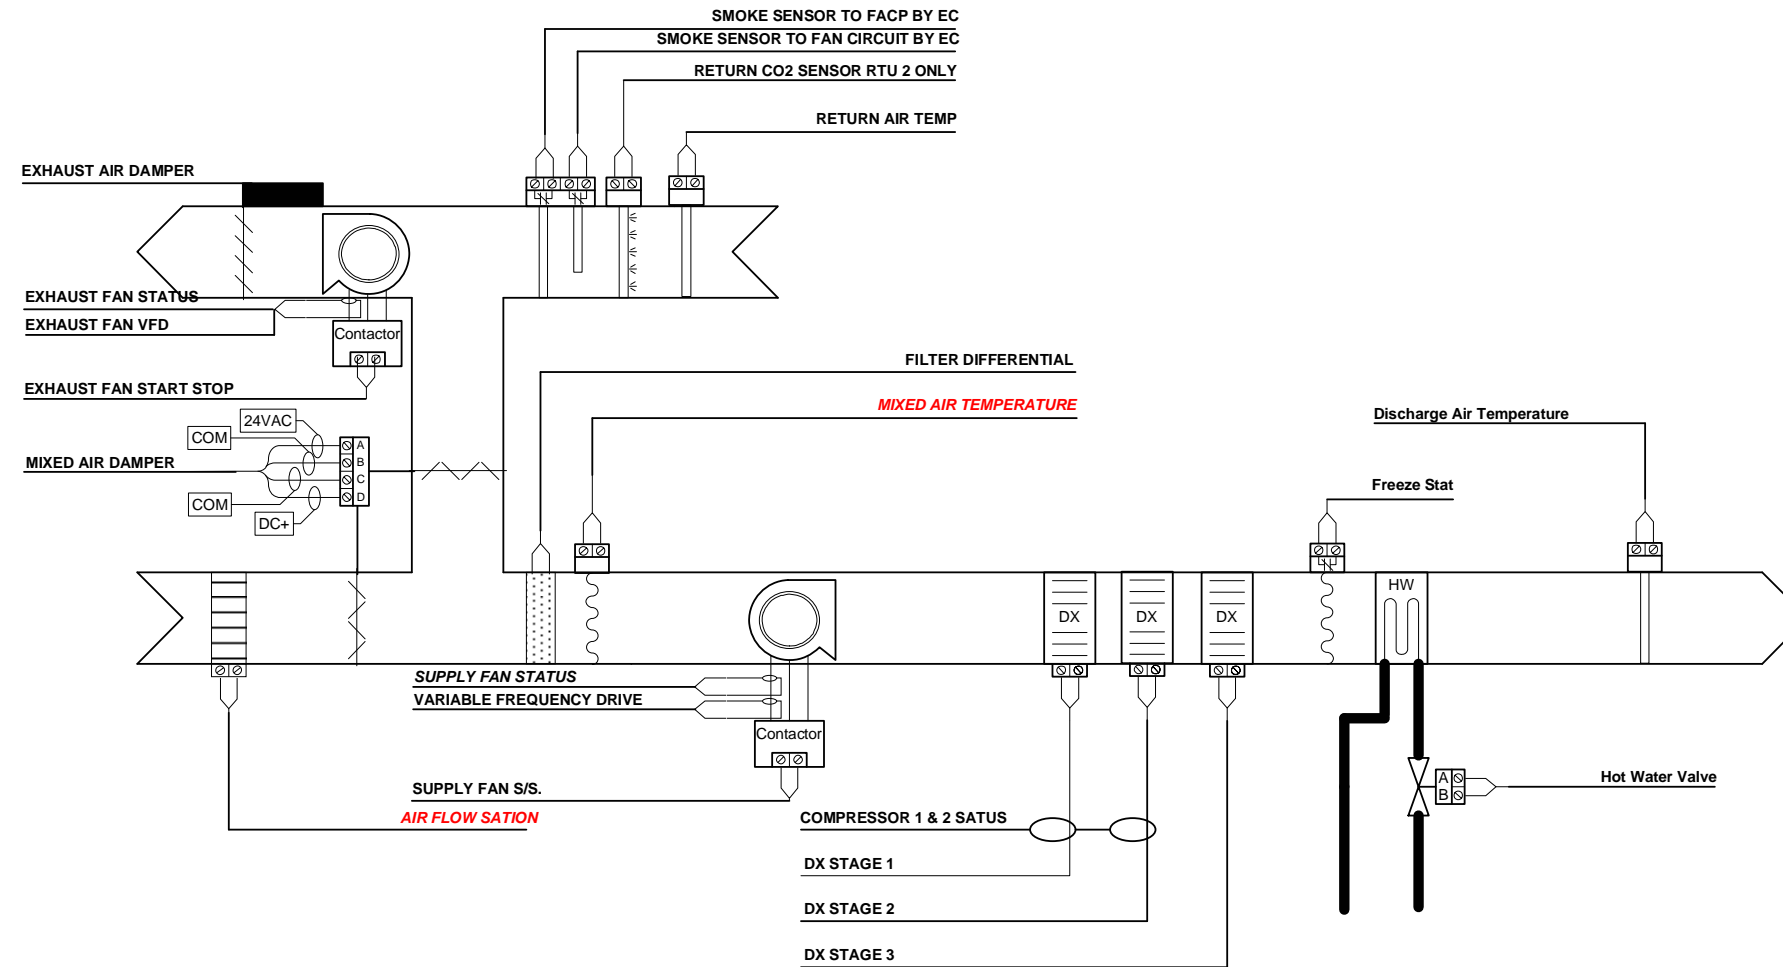 SMOKE SENSOR TO FACP BY EC
SMOKE SENSOR TO FAN CIRCUIT BY EC
RETURN CO2 SENSOR RTU 2 ONLY
RETURN AIR TEMP
EXHAUST AIR DAMPER
EXHAUST FAN STATUS
EXHAUST FAN VFD
Contactor
EXHAUST FAN START STOP
FILTER DIFFERENTIAL
MIXED AIR TEMPERATURE
Discharge Air Temperature
24VAC
COM
MIXED AIR DAMPER
A
B
C
D
COM
DC+
Freeze Stat
HW
DX
DX
DX
SUPPLY FAN STATUS
VARIABLE FREQUENCY DRIVE
Contactor
SUPPLY FAN S/S.
AIR FLOW SATION
COMPRESSOR 1 & 2 SATUS
DX STAGE 1
DX STAGE 2
DX STAGE 3
A
B
Hot Water Valve